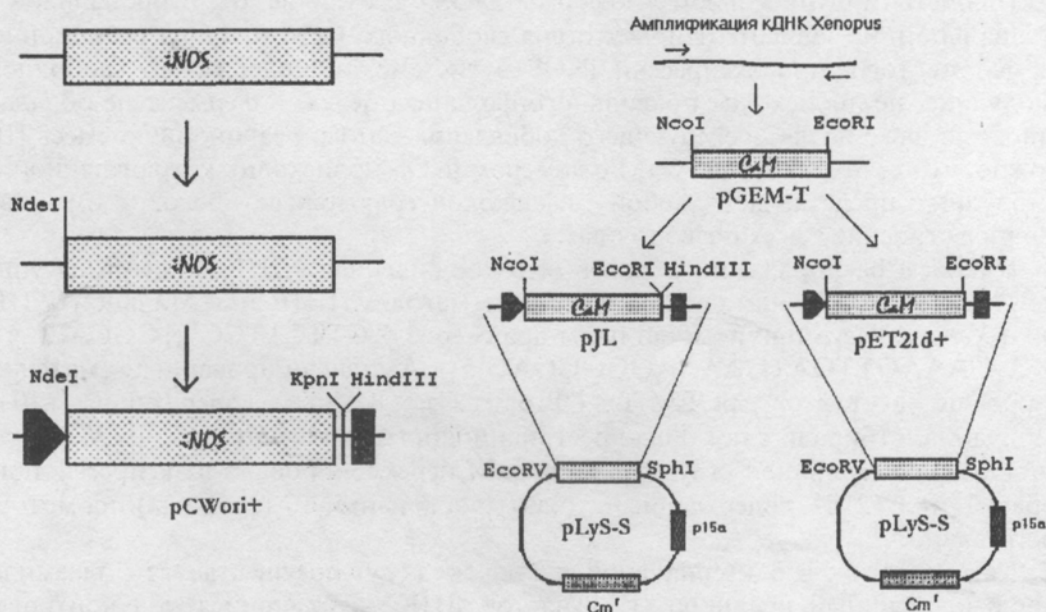 iNOS
NdeI
iNOS
NdeI
KpnI HindIII
iNOS
pCWori+
Амплификация кДНК Xenopus
NcoI EcoRI
CaM
pGEM-T
NcoI EcoRI HindIII
CaM
pJL
NcoI EcoRI
CaM
pET21d+
EcoRV SphI
pLyS-S
p15a
Cmʳ
EcoRV SphI
pLyS-S
p15a
Cmʳ